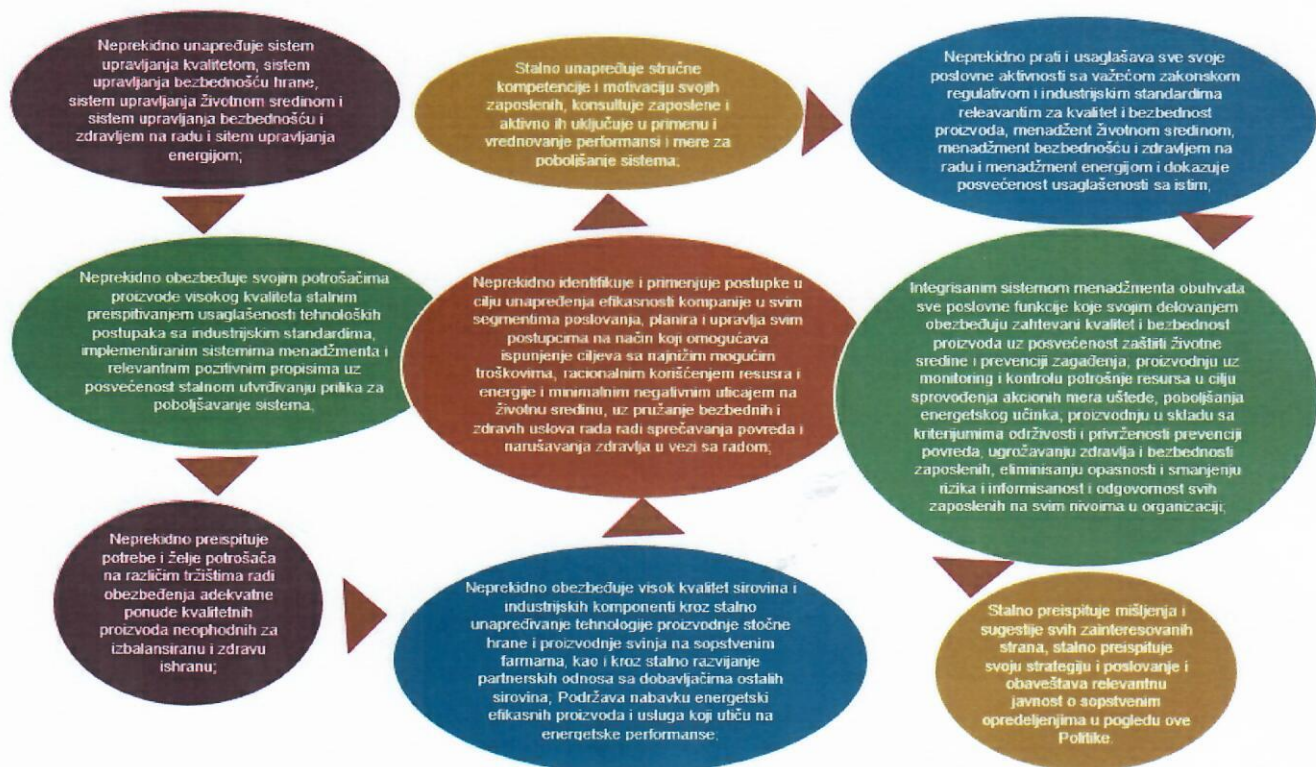 Neprekidno unapređuje sistem
upravljanja kvalitetom, sistem
upravljanja bezbednošću hrane,
sistem upravljanja životnom sredinom i
sistem upravljanja bezbednošću i
zdravljem na radu i sitem upravljanja
energijom;
Neprekidno obezbeđuje svojim potrošačima
proizvode visokog kvaliteta stalnim
preispitivanjem usaglašenosti tehnoloških
postupaka sa industrijskim standardima,
implementiranim sistemima menadžmenta i
relevantnim pozitivnim propisima uz
posvećenost stalnom utvrđivanju prilika za
poboljšavanje sistema;
Neprekidno preispituje
potrebe i želje potrošača
na različim tržištima radi
obezbeđenja adekvatne
ponude kvalitetnih
proizvoda neophodnih za
izbalansiranu i zdravu
ishranu;
Neprekidno obezbeđuje visok kvalitet sirovina i
industrijskih komponenti kroz stalno
unapređivanje tehnologije proizvodnje stočne
hrane i proizvodnje svinja na sopstvenim
farmama, kao i kroz stalno razvijanje
partnerskih odnosa sa dobavljačima ostalih
sirovina; Podržava nabavku energetski
efikasnih proizvoda i usluga koji utiču na
energetske performanse;
Neprekidno identifikuje i primenjuje postupke u
cilju unapređenja efikasnosti kompanije u svim
segmentima poslovanja, planira i upravlja svim
postupcima na način koji omogućava
ispunjenje ciljeva sa najnižim mogućim
troškovima, racionalnim korišćenjem resusra i
energije i minimalnim negativnim uticajem na
životnu sredinu, uz pružanje bezbednih i
zdravih uslova rada radi sprečavanja povreda i
narušavanja zdravlja u vezi sa radom;
Stalno unapređuje stručne
kompetencije i motivaciju svojih
zaposlenih, konsultuje zaposlene i
aktivno ih uključuje u primenu i
vrednovanje performansi i mere za
poboljšanje sistema;
Neprekidno prati i usaglašava sve svoje
poslovne aktivnosti sa važećom zakonskom
regulativom i industrijskim standardima
releavantim za kvalitet i bezbednost
proizvoda, menadžent životnom sredinom,
menadžment bezbednošću i zdravljem na
radu i menadžment energijom i dokazuje
posvećenost usaglašenosti sa istim;
Integrisanim sistemom menadžmenta obuhvata
sve poslovne funkcije koje svojim delovanjem
obezbeđuju zahtevani kvalitet i bezbednost
proizvoda uz posvećenost zaštiti životne
sredine i prevenciji zagađenja, proizvodnju uz
monitoring i kontrolu potrošnje resursa u cilju
sprovođenja akcionih mera uštede, poboljšanja
energetskog učinka, proizvodnju u skladu sa
kriterijumima održivosti i privrženosti prevenciji
povreda, ugrožavanju zdravlja i bezbednosti
zaposlenih, eliminisanju opasnosti i smanjenju
rizika i informisanost i odgovornost svih
zaposlenih na svim nivoima u organizaciji;
Stalno preispituje mišljenja i
sugestije svih zainteresovanih
strana, stalno preispituje
svoju strategiju i poslovanje i
obaveštava relevantnu
javnost o sopstvenim
opredeljenjima u pogledu ove
Politike.